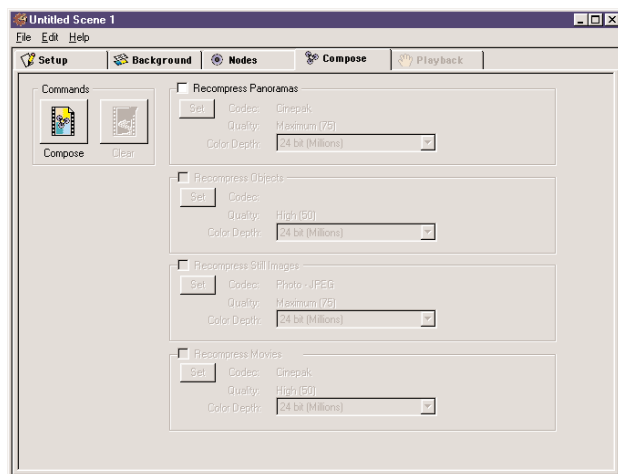 Untitled Scene 1
File Edit Help
Setup Background Nodes Compose Playback
Commands
Compose Clear
Recompress Panoramas
Set Codec: Cinepak
Quality: Maximum (75)
Color Depth: 24 bit (Millions)
Recompress Objects
Set Codec:
Quality: High (50)
Color Depth: 24 bit (Millions)
Recompress Still Images
Set Codec: Photo - JPEG
Quality: Maximum (75)
Color Depth: 24 bit (Millions)
Recompress Movies
Set Codec: Cinepak
Quality: High (50)
Color Depth: 24 bit (Millions)